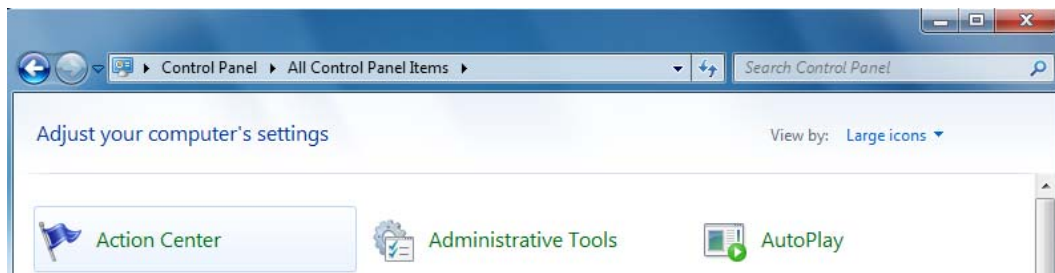 Control Panel All Control Panel Items Search Control Panel
Adjust your computer's settings View by: Large icons
Action Center Administrative Tools AutoPlay